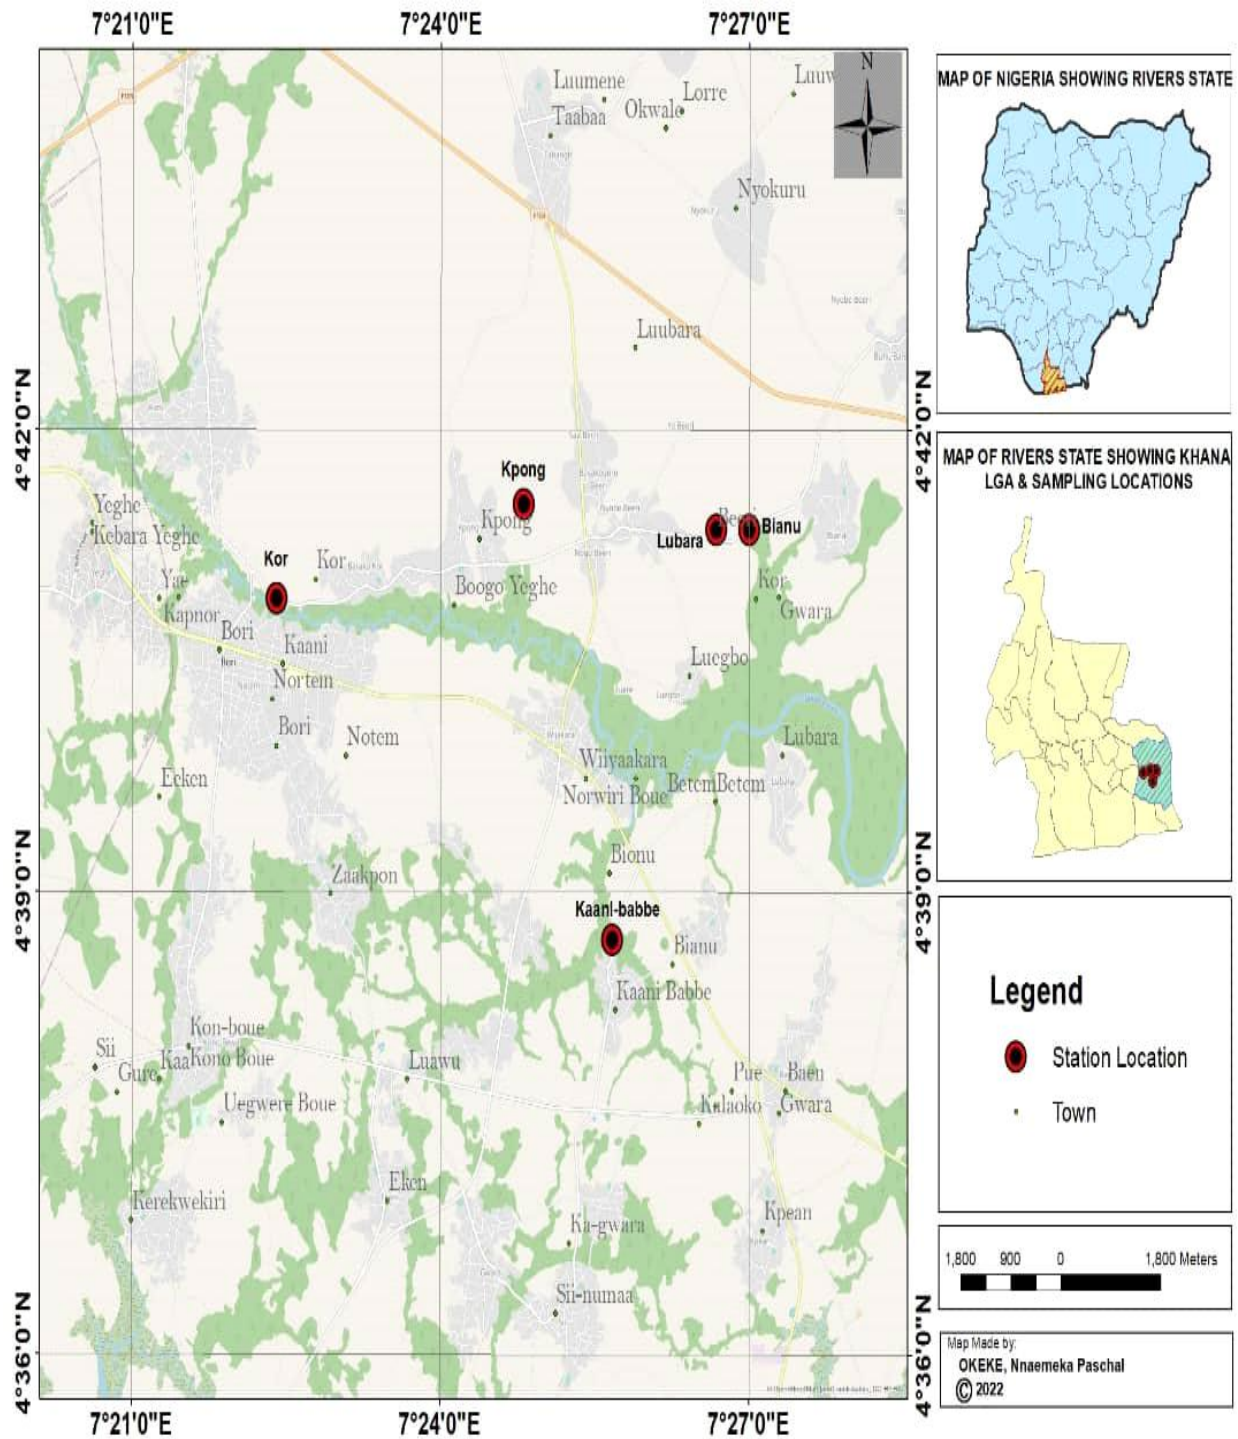 7°21'0"E
7°24'0"E
7°27'0"E
N
Luumene
Taabaa
Okwale
Lorre
Nyokuru
Luubara
4°42'0"N
4°42'0"N
Kpong
Kpong
Lubara
Bianu
Yeghe
Kebara Yeghe
Kor
Kor
Yae
Kapnor
Boogo Yeghe
Kor
Gwara
Bori
Bori
Kaani
Nortem
Luegbo
Bori
Notem
Wiiyaakara
Lubara
Eeken
Norwiri Boue
Betem
Betem
Bionu
Zaakpon
4°39'0"N
4°39'0"N
Kaani-babbe
Bianu
Kaani Babbe
Kon-boue
Sii
Gure
Kaa
Kono Boue
Luawu
Pue
Baen
Uegwere Boue
Kalaoko
Gwara
Kerekwekiri
Eken
Ka-gwara
Kpean
Sii-numaa
4°36'0"N
4°36'0"N
7°21'0"E
7°24'0"E
7°27'0"E
MAP OF NIGERIA SHOWING RIVERS STATE
MAP OF RIVERS STATE SHOWING KHANA
LGA & SAMPLING LOCATIONS
Legend
Station Location
Town
1,800 900 0 1,800 Meters
Map Made by:
OKEKE, Nnaemeka Paschal
© 2022